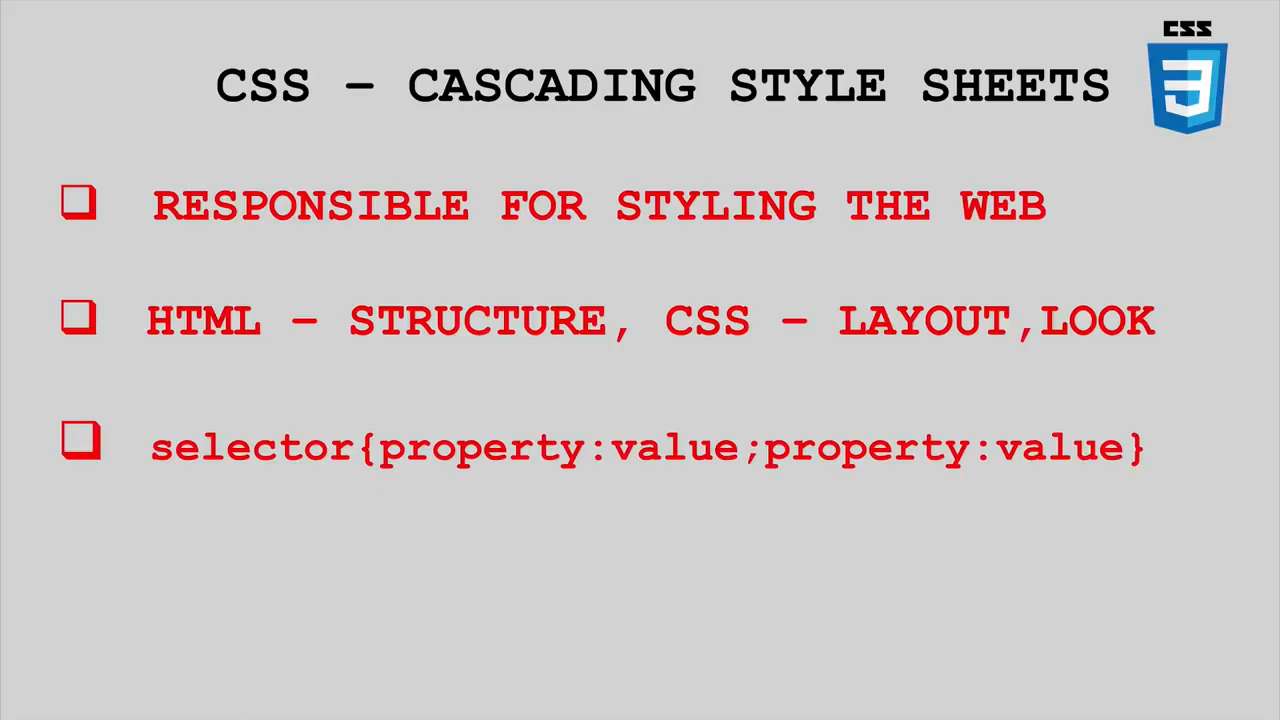 CSS
CSS – CASCADING STYLE SHEETS
RESPONSIBLE FOR STYLING THE WEB
HTML – STRUCTURE, CSS – LAYOUT,LOOK
selector{property:value;property:value}